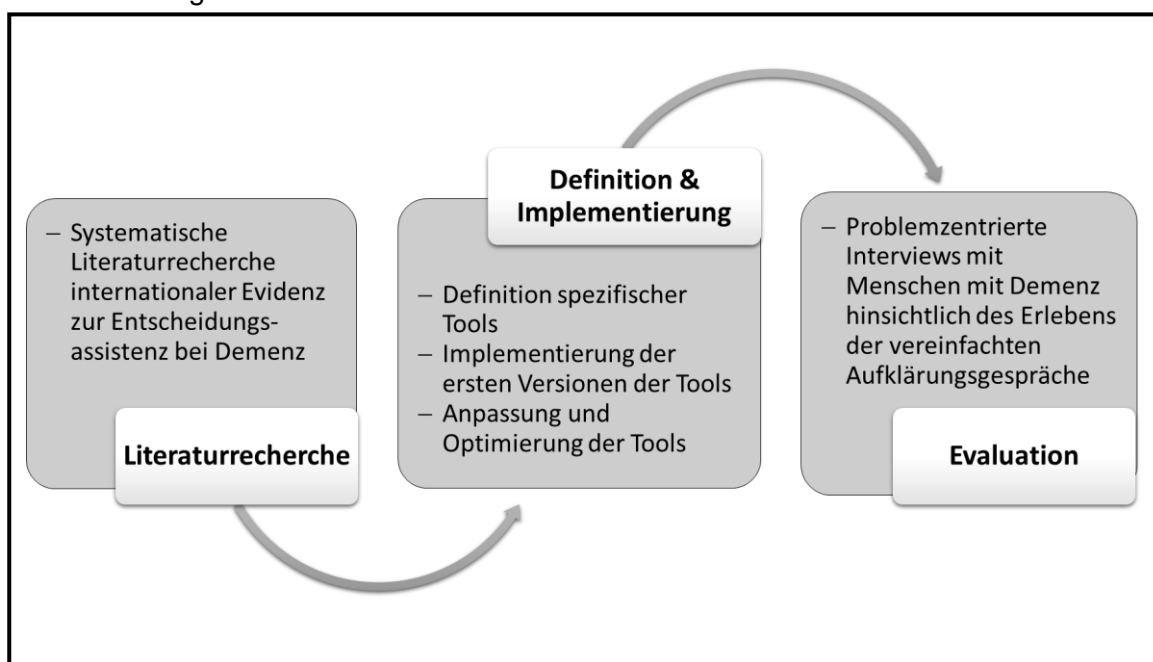 – Systematische
Literaturrecherche
internationaler Evidenz
zur Entscheidungs-
assistenz bei Demenz
Literaturrecherche
Definition &
Implementierung
– Definition spezifischer
Tools
– Implementierung der
ersten Versionen der Tools
– Anpassung und
Optimierung der Tools
– Problemzentrierte
Interviews mit
Menschen mit Demenz
hinsichtlich des Erlebens
der vereinfachten
Aufklärungsgespräche
Evaluation